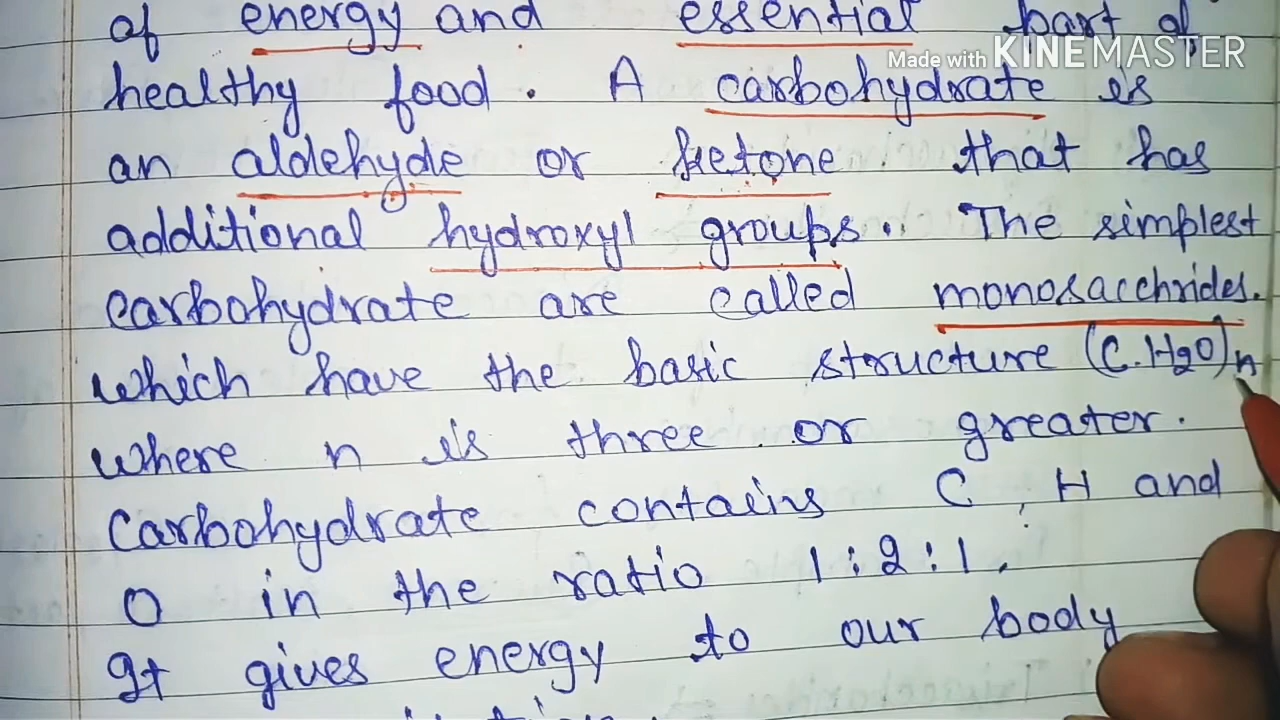 of energy and essential part of
Made with KINEMASTER
healthy food. A carbohydrate is
an aldehyde or ketone that has
additional hydroxyl groups. The simplest
carbohydrate are called monosacchrides.
which have the basic structure (C.H2O)n
where n is three or greater.
Carbohydrate contains C, H and
O in the ratio 1:2:1.
It gives energy to our body